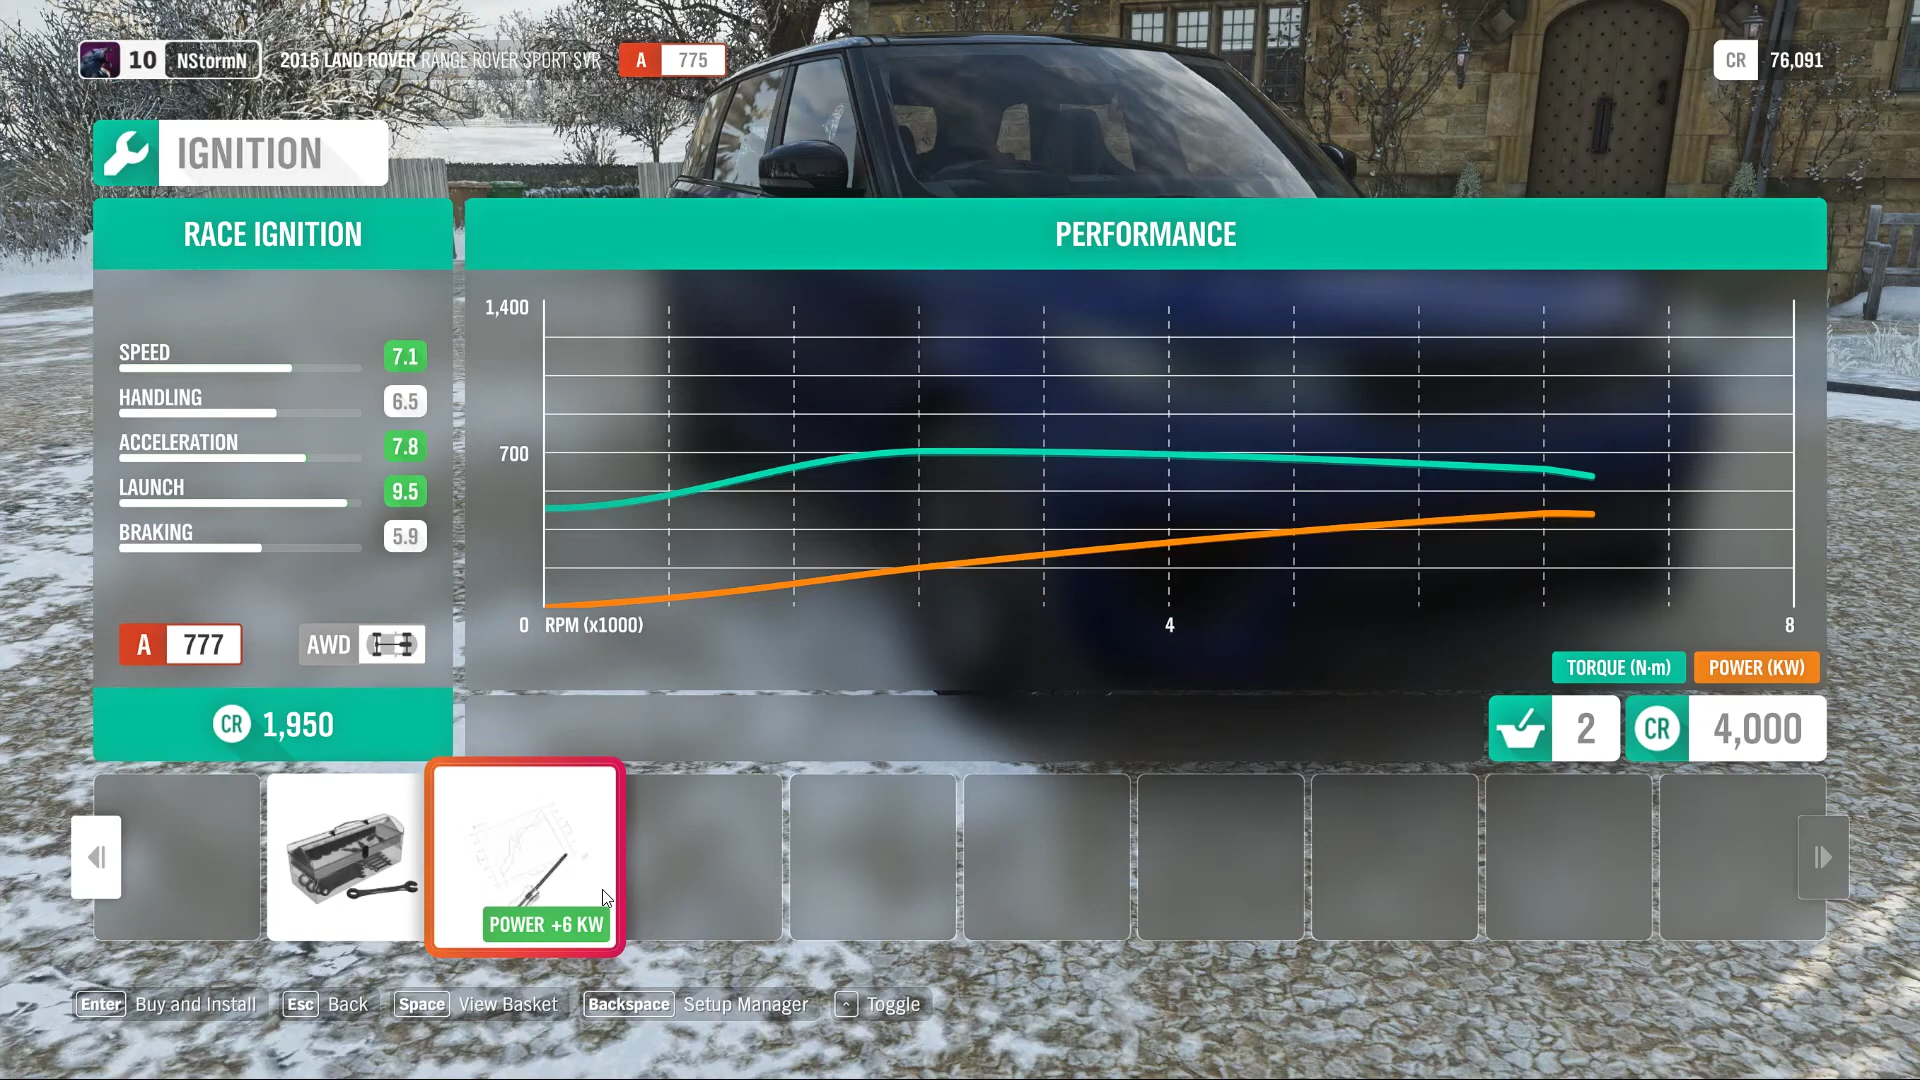 10 NStormN 2015 LAND ROVER RANGE ROVER SPORT SVR A 775 CR 76,091
IGNITION
RACE IGNITION
SPEED 7.1
HANDLING 6.5
ACCELERATION 7.8
LAUNCH 9.5
BRAKING 5.9
A 777 AWD
CR 1,950
PERFORMANCE
1,400
700
0 RPM (x1000) 4 8
TORQUE (N·m) POWER (KW)
2 CR 4,000
POWER +6 KW
Enter Buy and Install Esc Back Space View Basket Backspace Setup Manager ^ Toggle